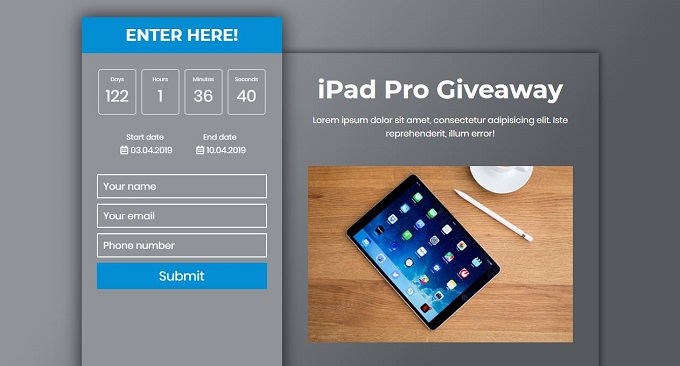 ENTER HERE!
Days Hours Minutes Seconds
122 1 36 40
Start date End date
03.04.2019 10.04.2019
Your name
Your email
Phone number
Submit
iPad Pro Giveaway
Lorem ipsum dolor sit amet, consectetur adipisicing elit. Iste
reprehenderit, illum error!